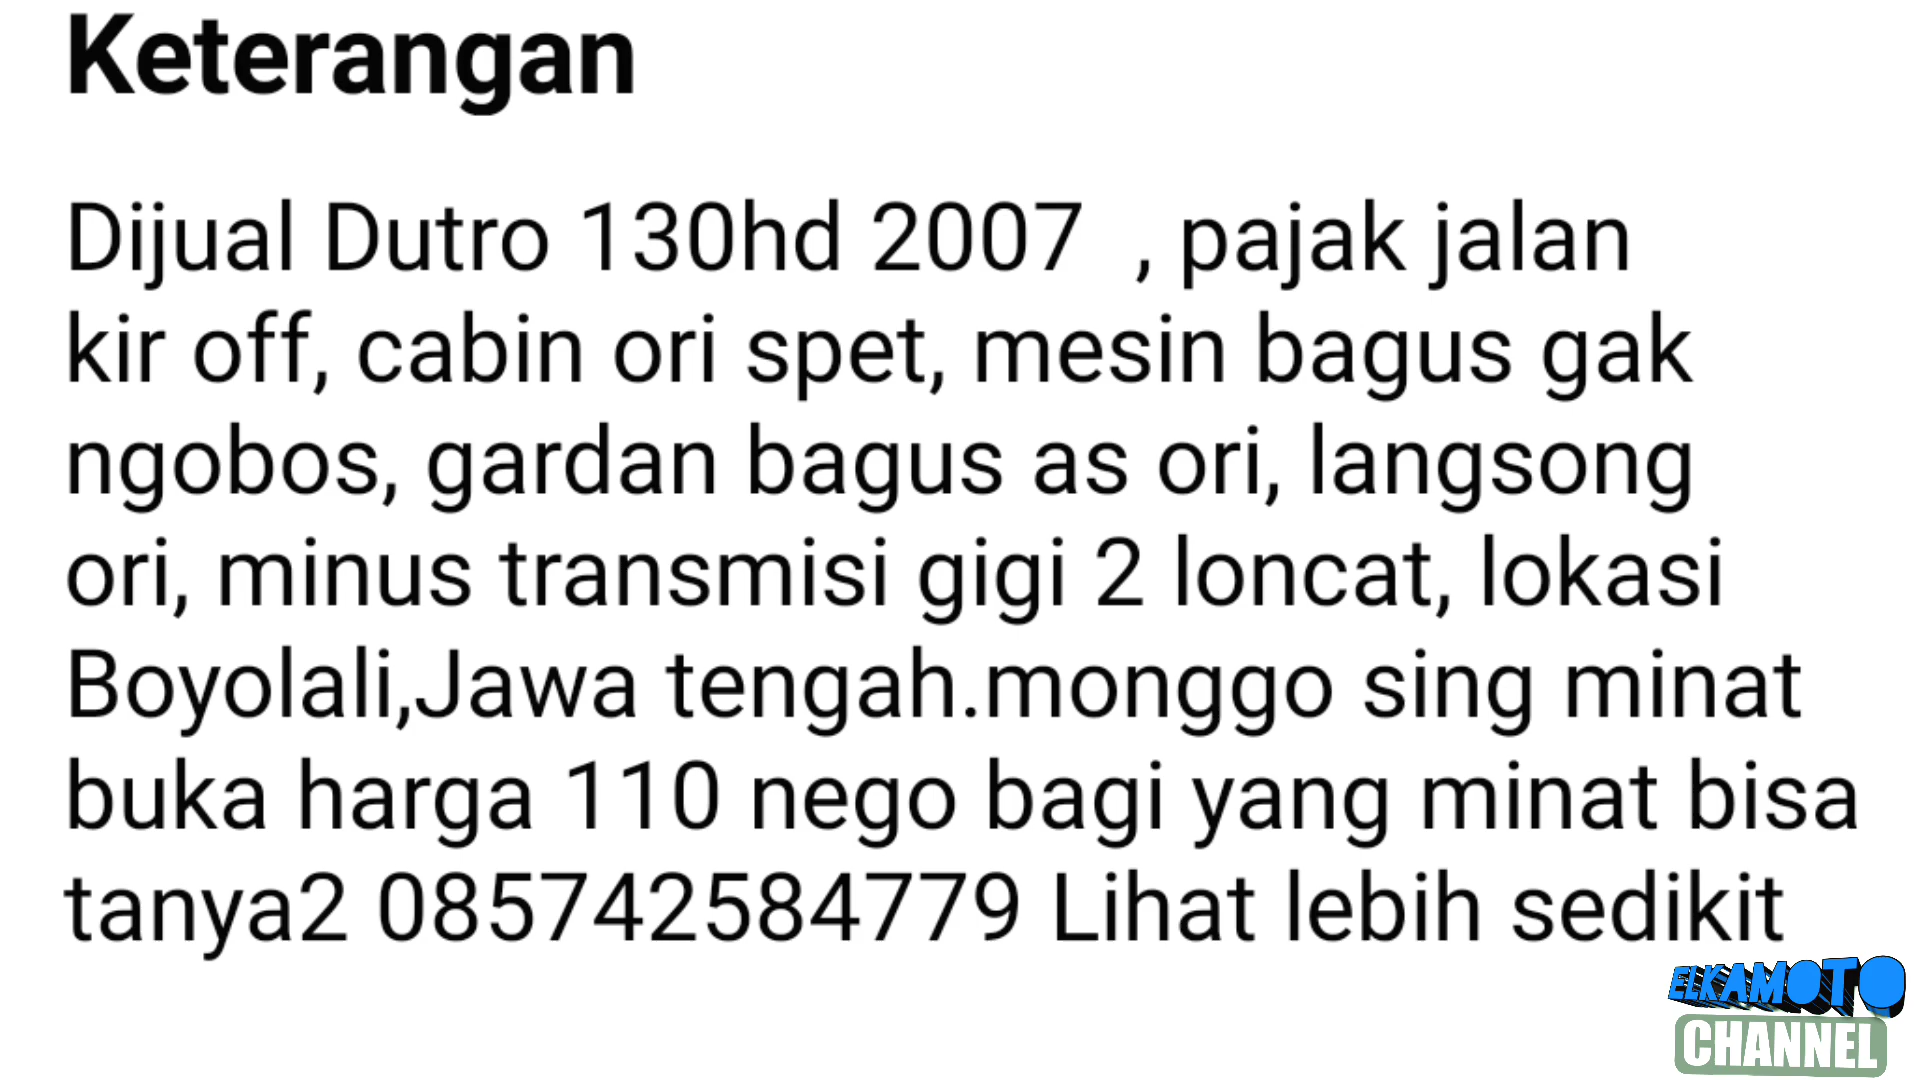 Keterangan
Dijual Dutro 130hd 2007  , pajak jalan
kir off, cabin ori spet, mesin bagus gak
ngobos, gardan bagus as ori, langsong
ori, minus transmisi gigi 2 loncat, lokasi
Boyolali,Jawa tengah.monggo sing minat
buka harga 110 nego bagi yang minat bisa
tanya2 085742584779 Lihat lebih sedikit
ELKAMOTO
CHANNEL